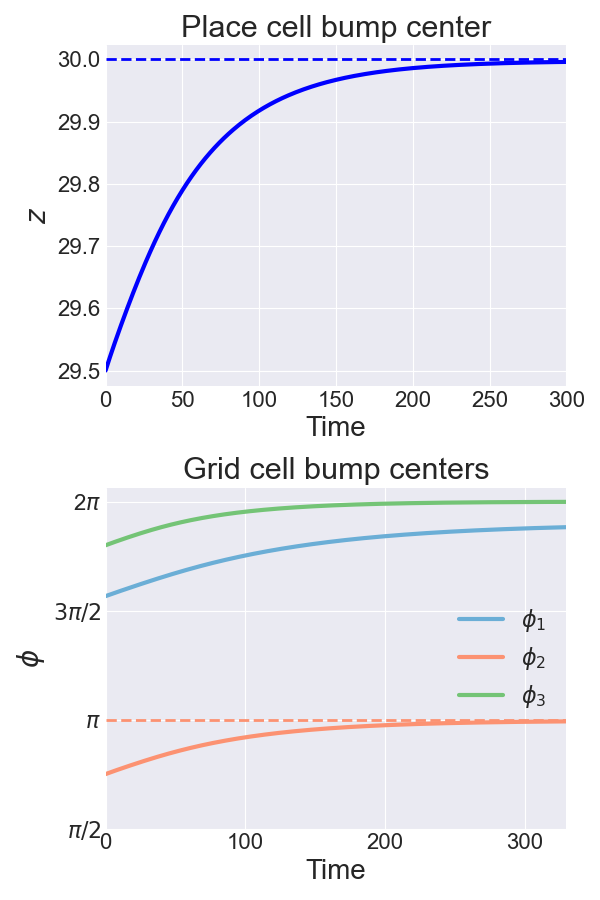 Place cell bump center
z
30.0
29.9
29.8
29.7
29.6
29.5
0 50 100 150 200 250 300
Time
Grid cell bump centers
ϕ
2π
3π/2
π
π/2
ϕ₁
ϕ₂
ϕ₃
0 100 200 300
Time